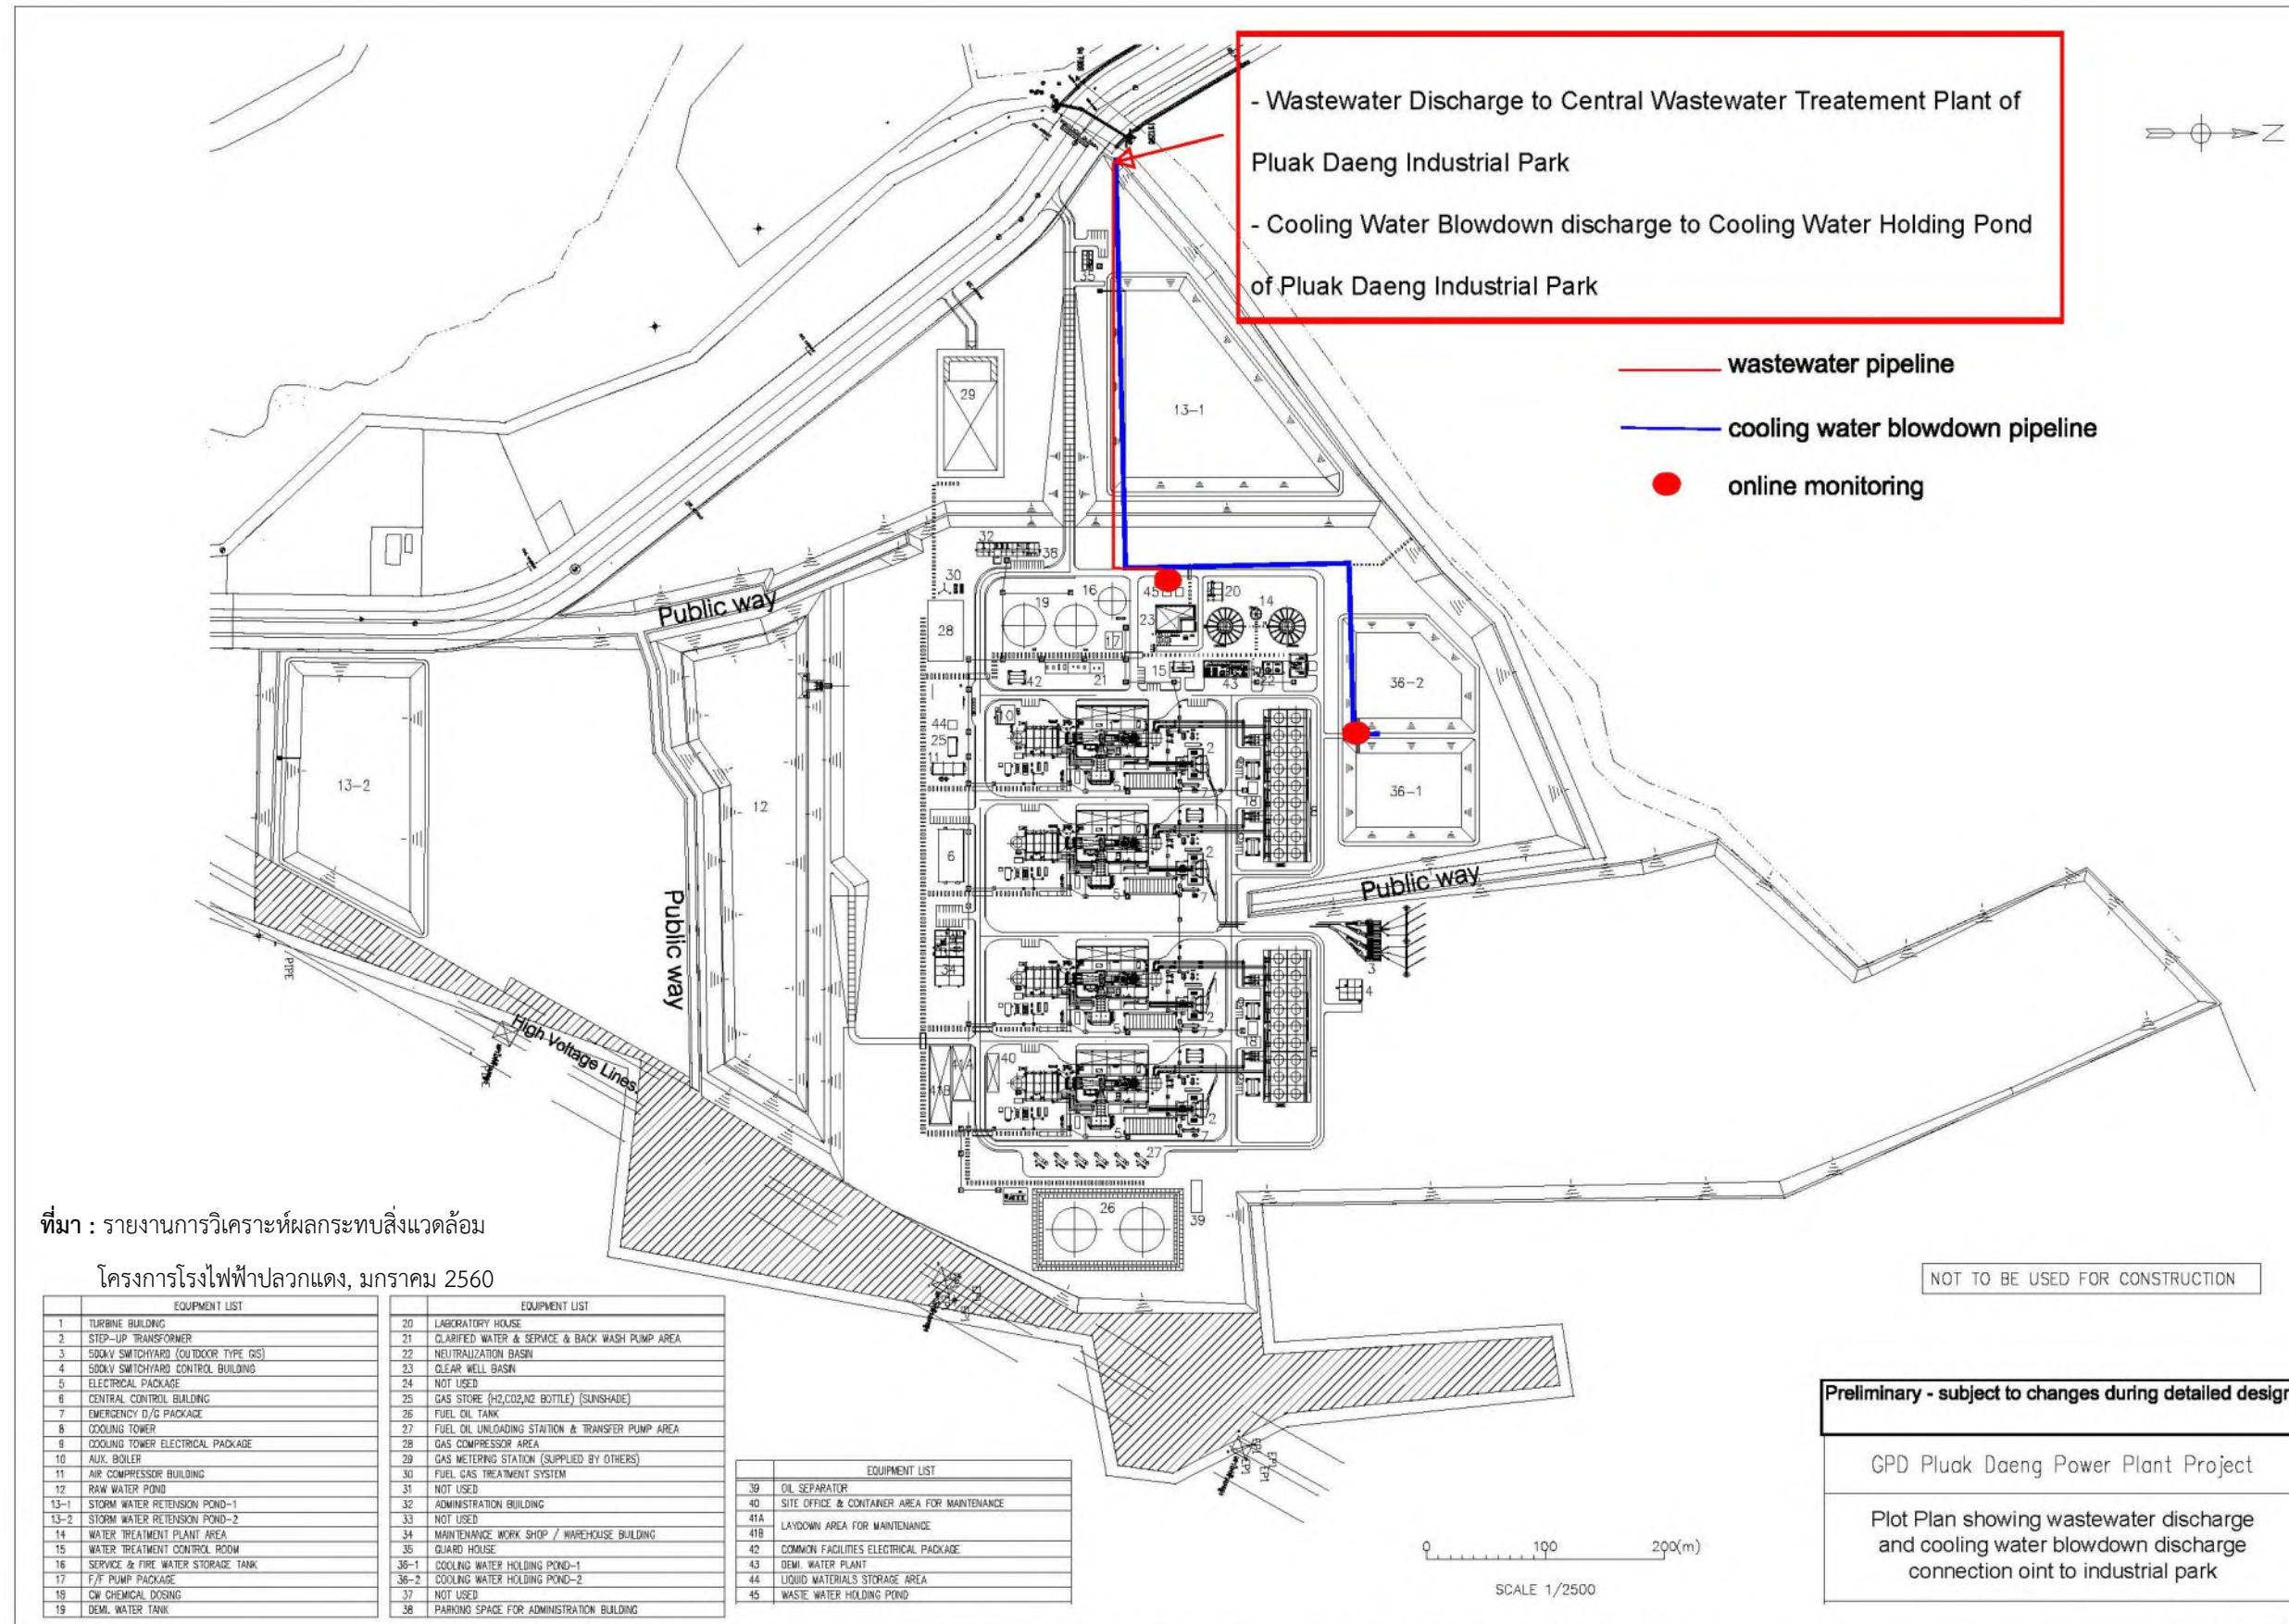 - Wastewater Discharge to Central Wastewater Treatement Plant of
Pluak Daeng Industrial Park
- Cooling Water Blowdown discharge to Cooling Water Holding Pond
of Pluak Daeng Industrial Park
N
wastewater pipeline
cooling water blowdown pipeline
online monitoring
35
29
13-1
32
38
30
45
20
14
16
19
23
28
17
15
42
21
43
22
36-2
Public way
44
25
11
10
2
5
7
18
36-1
13-2
12
6
2
5
7
Public way
Public way
34
3
4
2
5
18
High Voltage Lines
PIPE
41A
41B
40
2
5
7
27
26
39
ที่มา : รายงานการวิเคราะห์ผลกระทบสิ่งแวดล้อม
โครงการโรงไฟฟ้าปลวกแดง, มกราคม 2560
NOT TO BE USED FOR CONSTRUCTION
EQUIPMENT LIST
1 TURBINE BUILDING
2 STEP-UP TRANSFORMER
3 500kV SWITCHYARD (OUTDOOR TYPE GIS)
4 500kV SWITCHYARD CONTROL BUILDING
5 ELECTRICAL PACKAGE
6 CENTRAL CONTROL BUILDING
7 EMERGENCY D/G PACKAGE
8 COOLING TOWER
9 COOLING TOWER ELECTRICAL PACKAGE
10 AUX. BOILER
11 AIR COMPRESSOR BUILDING
12 RAW WATER POND
13-1 STORM WATER RETENSION POND-1
13-2 STORM WATER RETENSION POND-2
14 WATER TREATMENT PLANT AREA
15 WATER TREATMENT CONTROL ROOM
16 SERVICE & FIRE WATER STORAGE TANK
17 F/F PUMP PACKAGE
18 CW CHEMICAL DOSING
19 DEMI. WATER TANK
EQUIPMENT LIST
20 LABORATORY HOUSE
21 CLARIFIED WATER & SERVICE & BACK WASH PUMP AREA
22 NEUTRALIZATION BASIN
23 CLEAR WELL BASIN
24 NOT USED
25 GAS STORE (H2,CO2,N2 BOTTLE) (SUNSHADE)
26 FUEL OIL TANK
27 FUEL OIL UNLOADING STAITION & TRANSFER PUMP AREA
28 GAS COMPRESSOR AREA
29 GAS METERING STATION (SUPPLIED BY OTHERS)
30 FUEL GAS TREATMENT SYSTEM
31 NOT USED
32 ADMINISTRATION BUILDING
33 NOT USED
34 MAINTENANCE WORK SHOP / WAREHOUSE BUILDING
35 GUARD HOUSE
36-1 COOLING WATER HOLDING POND-1
36-2 COOLING WATER HOLDING POND-2
37 NOT USED
38 PARKING SPACE FOR ADMINISTRATION BUILDING
EQUIPMENT LIST
39 OIL SEPARATOR
40 SITE OFFICE & CONTAINER AREA FOR MAINTENANCE
41A LAYDOWN AREA FOR MAINTENANCE
41B
42 COMMON FACILITIES ELECTRICAL PACKAGE
43 DEMI. WATER PLANT
44 LIQUID MATERIALS STORAGE AREA
45 WASTE WATER HOLDING POND
0 100 200(m)
SCALE 1/2500
Preliminary - subject to changes during detailed design
GPD Pluak Daeng Power Plant Project
Plot Plan showing wastewater discharge
and cooling water blowdown discharge
connection oint to industrial park